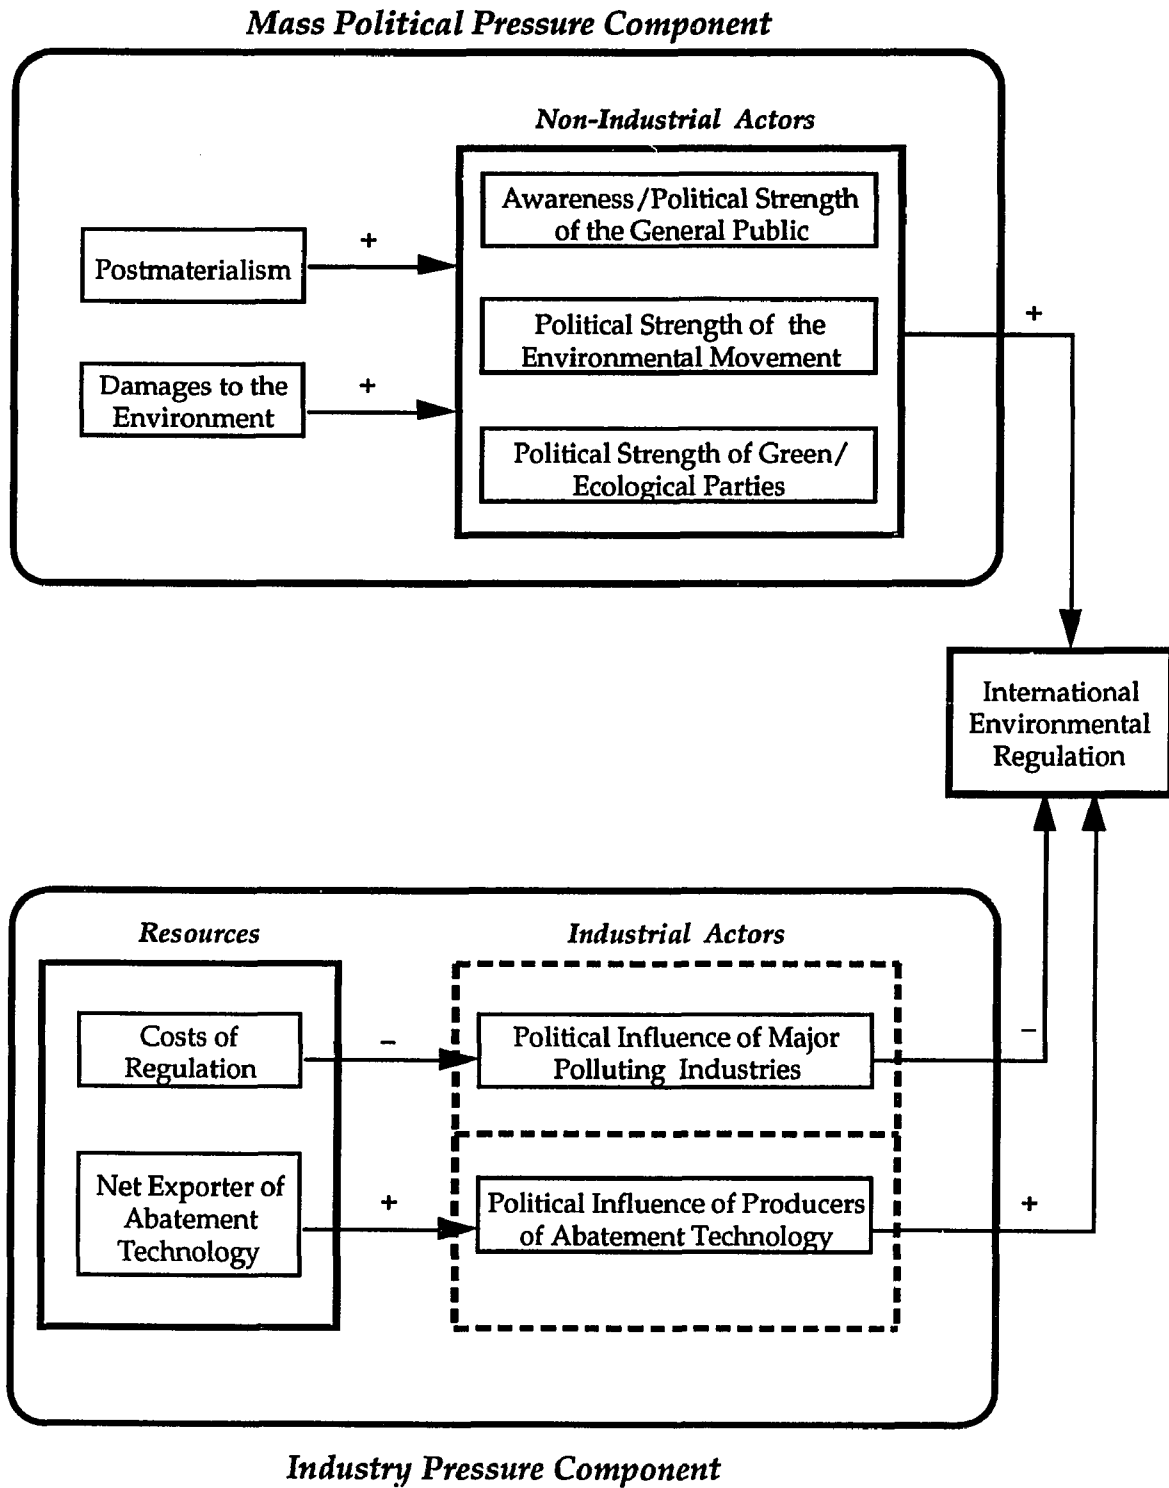 Mass Political Pressure Component
Non-Industrial Actors
Awareness/Political Strength
of the General Public
+
Postmaterialism
Political Strength of the
Environmental Movement
+
+
Damages to the
Environment
Political Strength of Green/
Ecological Parties
International
Environmental
Regulation
Resources
Industrial Actors
Costs of
Regulation
–
Political Influence of Major
Polluting Industries
–
Net Exporter of
Abatement
Technology
+
Political Influence of Producers
of Abatement Technology
+
Industry Pressure Component